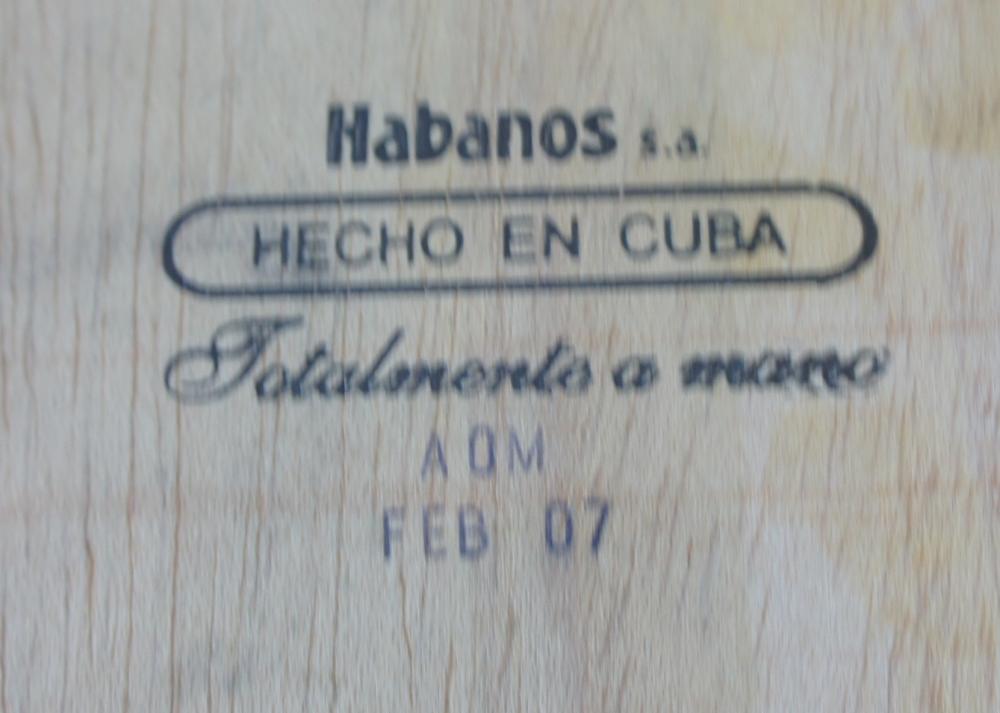 Habanos s.a.
HECHO EN CUBA
Totalmente a mano
AOM
FEB 07